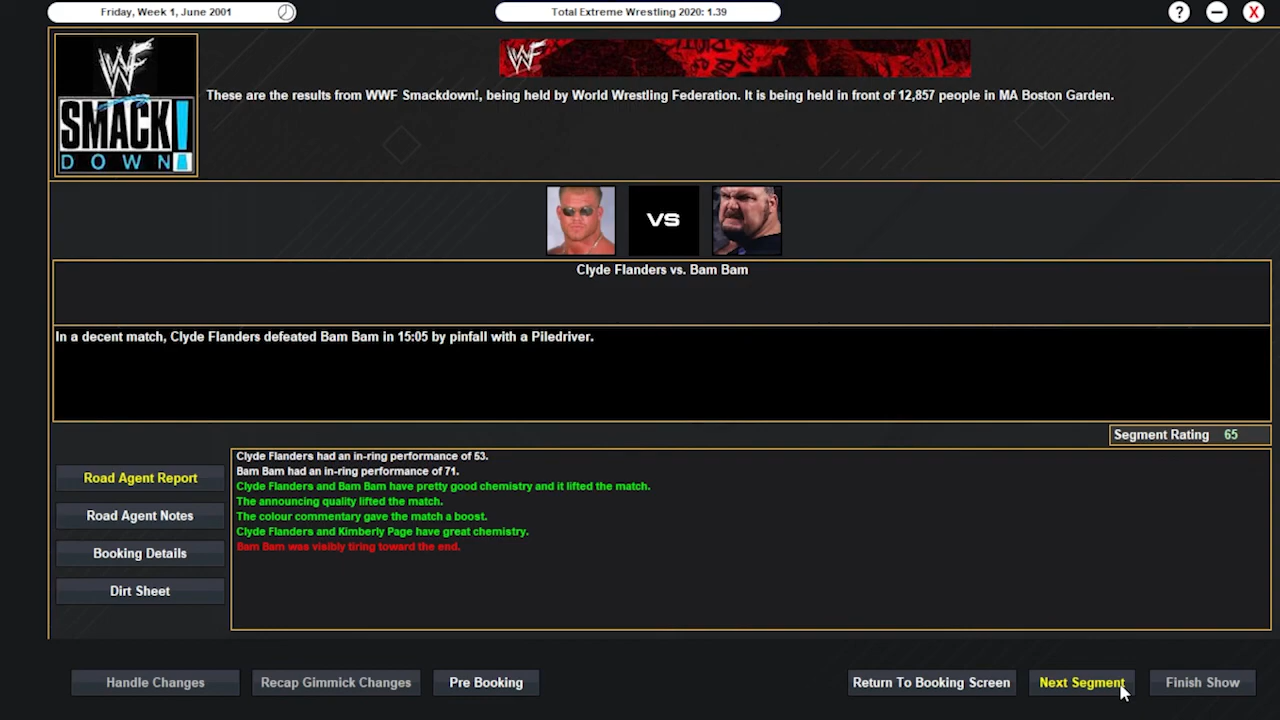 Friday, Week 1, June 2001
Total Extreme Wrestling 2020: 1.39
?
X
WF
SMACK!
DOWN!
WF
These are the results from WWF Smackdown!, being held by World Wrestling Federation. It is being held in front of 12,857 people in MA Boston Garden.
VS
Clyde Flanders vs. Bam Bam
In a decent match, Clyde Flanders defeated Bam Bam in 15:05 by pinfall with a Piledriver.
Segment Rating 65
Road Agent Report
Road Agent Notes
Booking Details
Dirt Sheet
Clyde Flanders had an in-ring performance of 53.
Bam Bam had an in-ring performance of 71.
Clyde Flanders and Bam Bam have pretty good chemistry and it lifted the match.
The announcing quality lifted the match.
The colour commentary gave the match a boost.
Clyde Flanders and Kimberly Page have great chemistry.
Bam Bam was visibly tiring toward the end.
Handle Changes
Recap Gimmick Changes
Pre Booking
Return To Booking Screen
Next Segment
Finish Show